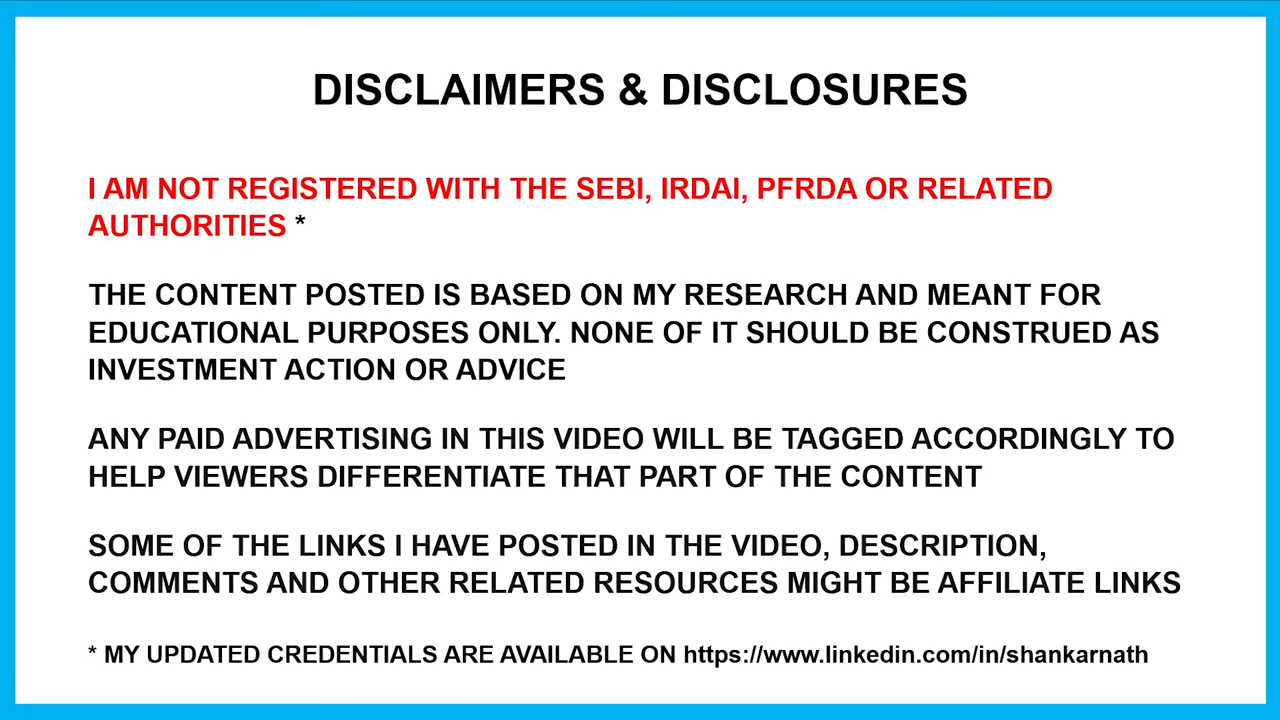 DISCLAIMERS & DISCLOSURES
I AM NOT REGISTERED WITH THE SEBI, IRDAI, PFRDA OR RELATED
AUTHORITIES *
THE CONTENT POSTED IS BASED ON MY RESEARCH AND MEANT FOR
EDUCATIONAL PURPOSES ONLY. NONE OF IT SHOULD BE CONSTRUED AS
INVESTMENT ACTION OR ADVICE
ANY PAID ADVERTISING IN THIS VIDEO WILL BE TAGGED ACCORDINGLY TO
HELP VIEWERS DIFFERENTIATE THAT PART OF THE CONTENT
SOME OF THE LINKS I HAVE POSTED IN THE VIDEO, DESCRIPTION,
COMMENTS AND OTHER RELATED RESOURCES MIGHT BE AFFILIATE LINKS
* MY UPDATED CREDENTIALS ARE AVAILABLE ON https://www.linkedin.com/in/shankarnath